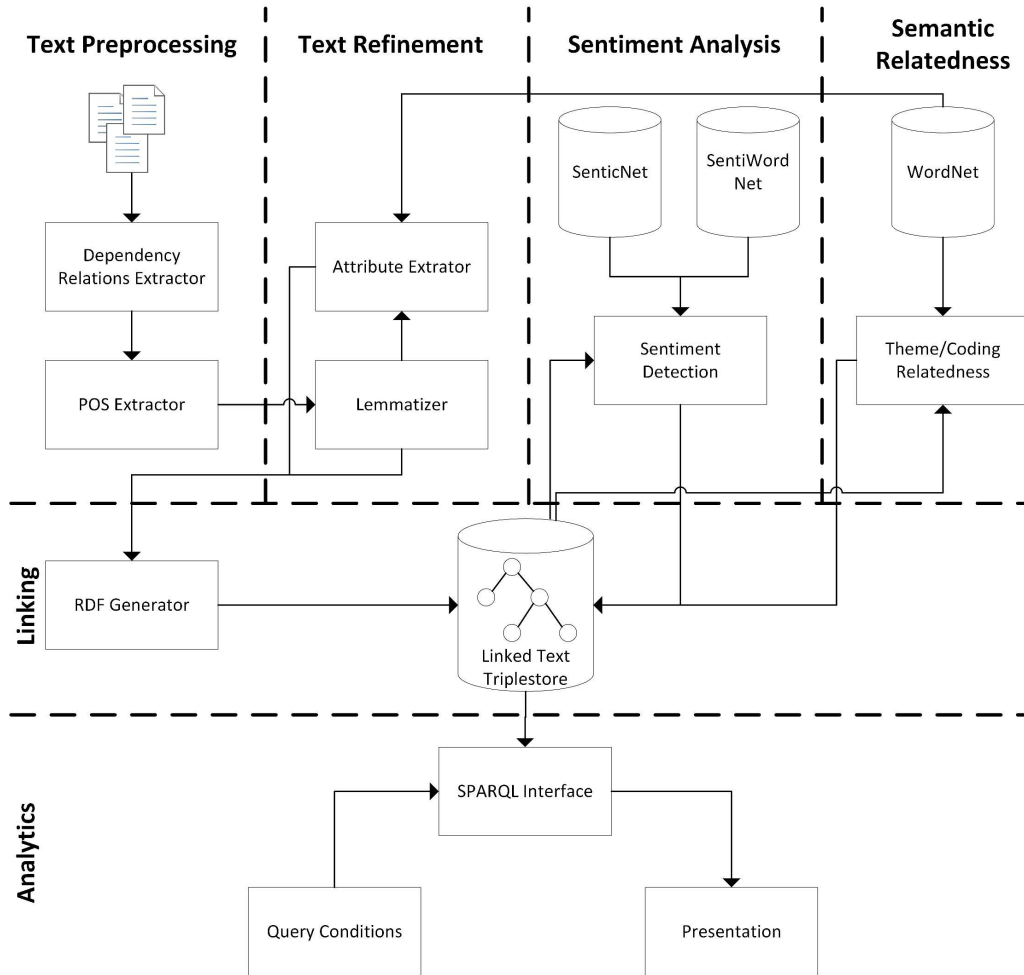 Text Preprocessing
Text Refinement
Sentiment Analysis
Semantic
Relatedness
SenticNet
SentiWord
Net
WordNet
Dependency
Relations Extractor
Attribute Extrator
Sentiment
Detection
Theme/Coding
Relatedness
POS Extractor
Lemmatizer
Linking
RDF Generator
Linked Text
Triplestore
Analytics
SPARQL Interface
Query Conditions
Presentation